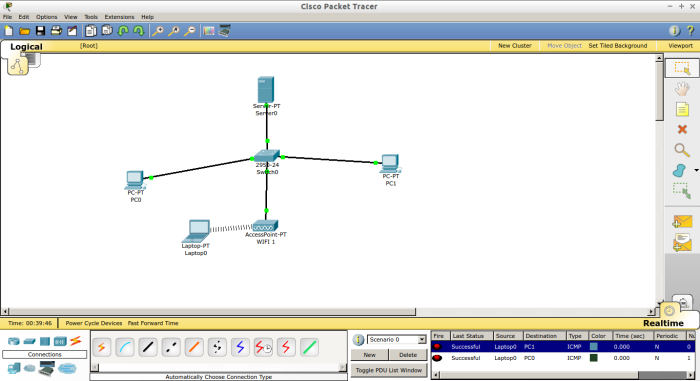 Cisco Packet Tracer
File Edit Options View Tools Extensions Help
Logical [Root] New Cluster Move Object Set Tiled Background Viewport
Server-PT
Server0
2950-24
Switch0
PC-PT
PC0
PC-PT
PC1
AccessPoint-PT
WIFI 1
Laptop-PT
Laptop0
Realtime
Time: 00:39:46 Power Cycle Devices Fast Forward Time
Scenario 0
New Delete
Toggle PDU List Window
Connections
Automatically Choose Connection Type
Fire Last Status Source Destination Type Color Time (sec) Periodic
Successful Laptop0 PC1 ICMP 0.000 N 0
Successful Laptop0 PC0 ICMP 0.000 N 1